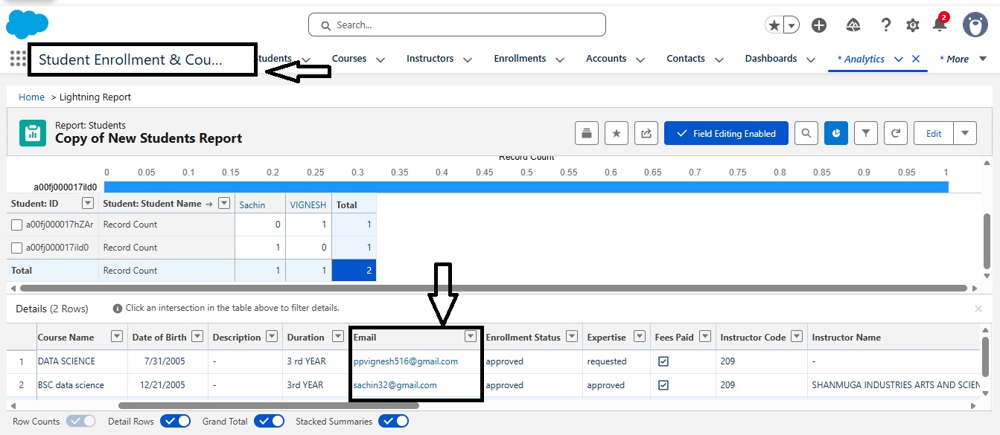 Search...
2
Student Enrollment & Cou...
Students
Courses
Instructors
Enrollments
Accounts
Contacts
Dashboards
* Analytics
* More
Home > Lightning Report
Report: Students
Copy of New Students Report
Field Editing Enabled
Edit
Record Count
0 0.05 0.1 0.15 0.2 0.25 0.3 0.35 0.4 0.45 0.5 0.55 0.6 0.65 0.7 0.75 0.8 0.85 0.9 0.95 1
a00fj000017ild0
Student: ID Student: Student Name → Sachin VIGNESH Total
a00fj000017hZAr Record Count 0 1 1
a00fj000017ild0 Record Count 1 0 1
Total Record Count 1 1 2
Details (2 Rows) Click an intersection in the table above to filter details.
Course Name Date of Birth Description Duration Email Enrollment Status Expertise Fees Paid Instructor Code Instructor Name
1 DATA SCIENCE 7/31/2005 - 3 rd YEAR ppvignesh516@gmail.com approved requested 209 -
2 BSC data science 12/21/2005 - 3rd YEAR sachin32@gmail.com approved approved 209 SHANMUGA INDUSTRIES ARTS AND SCIEN
Row Counts Detail Rows Grand Total Stacked Summaries